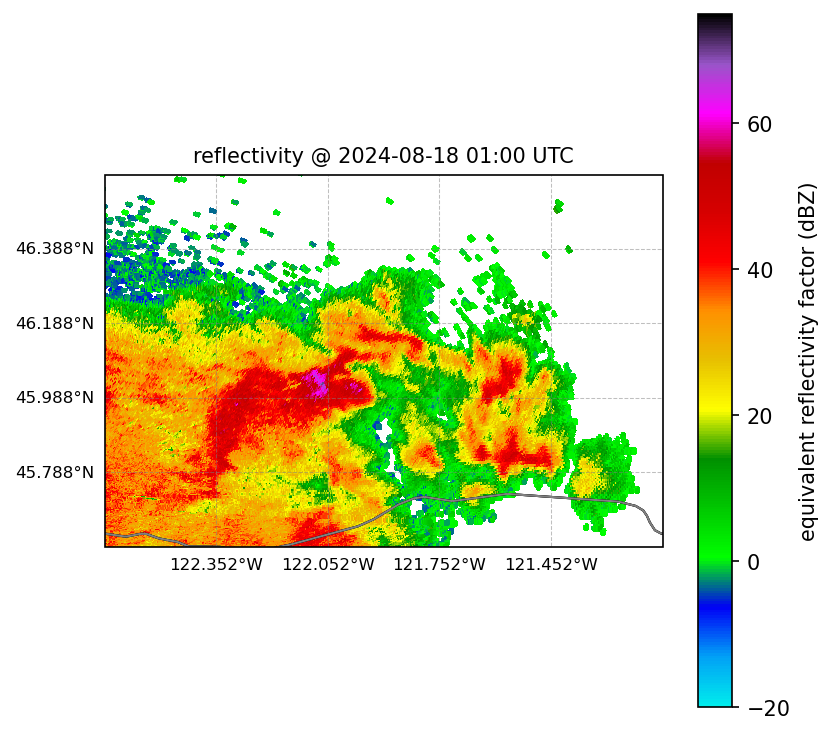 reflectivity @ 2024-08-18 01:00 UTC
46.388°N
46.188°N
45.988°N
45.788°N
122.352°W 122.052°W 121.752°W 121.452°W
60
40
20
0
−20
equivalent reflectivity factor (dBZ)